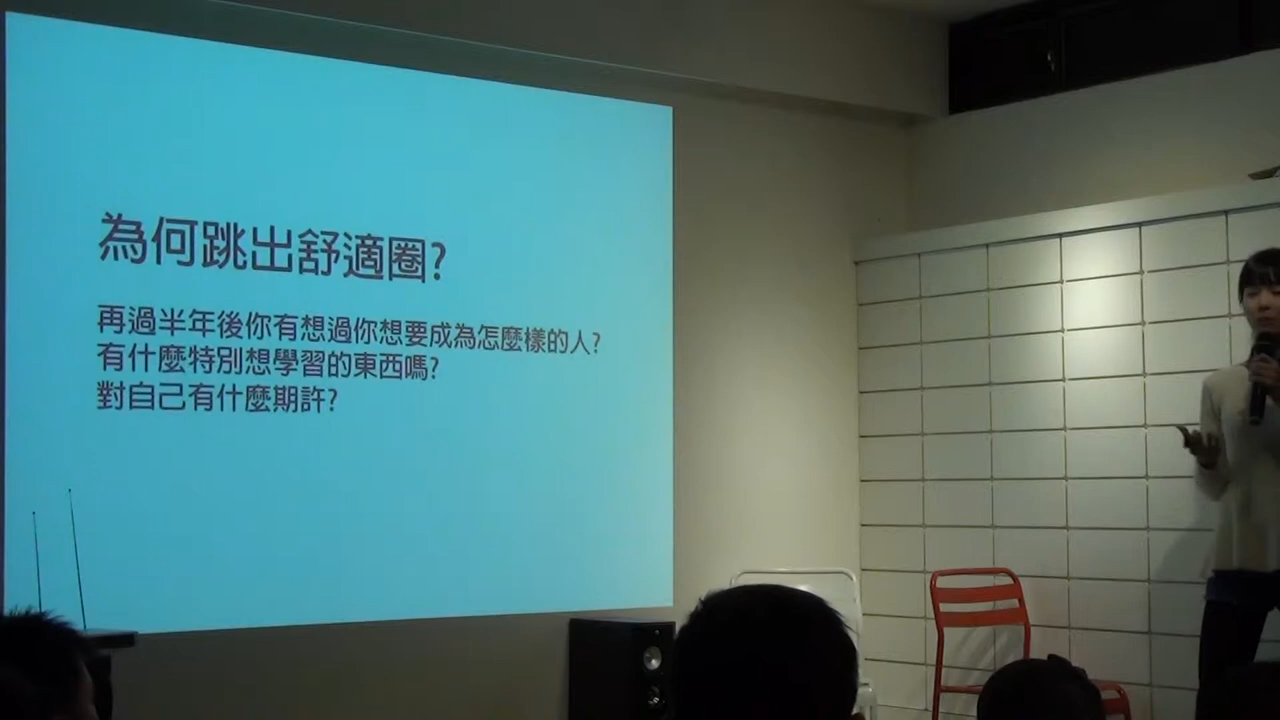 為何跳出舒適圈?
再過半年後你有想過你想要成為怎麼樣的人?
有什麼特別想學習的東西嗎?
對自己有什麼期許?